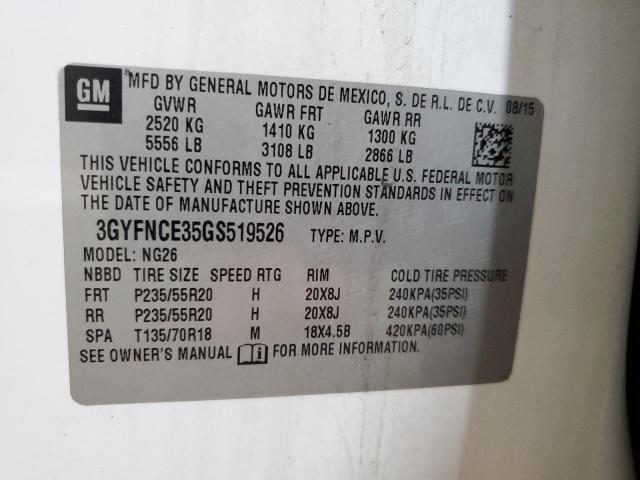 GM
MFD BY GENERAL MOTORS DE MEXICO, S. DE R.L. DE C.V. 08/15
GVWR GAWR FRT GAWR RR
2520 KG 1410 KG 1300 KG
5556 LB 3108 LB 2866 LB
THIS VEHICLE CONFORMS TO ALL APPLICABLE U.S. FEDERAL MOTOR
VEHICLE SAFETY AND THEFT PREVENTION STANDARDS IN EFFECT ON
THE DATE OF MANUFACTURE SHOWN ABOVE.
3GYFNCE35GS519526 TYPE: M.P.V.
MODEL: NG26
NBBD TIRE SIZE SPEED RTG RIM COLD TIRE PRESSURE
FRT P235/55R20 H 20X8J 240KPA(35PSI)
RR P235/55R20 H 20X8J 240KPA(35PSI)
SPA T135/70R18 M 18X4.5B 420KPA(60PSI)
SEE OWNER'S MANUAL FOR MORE INFORMATION.